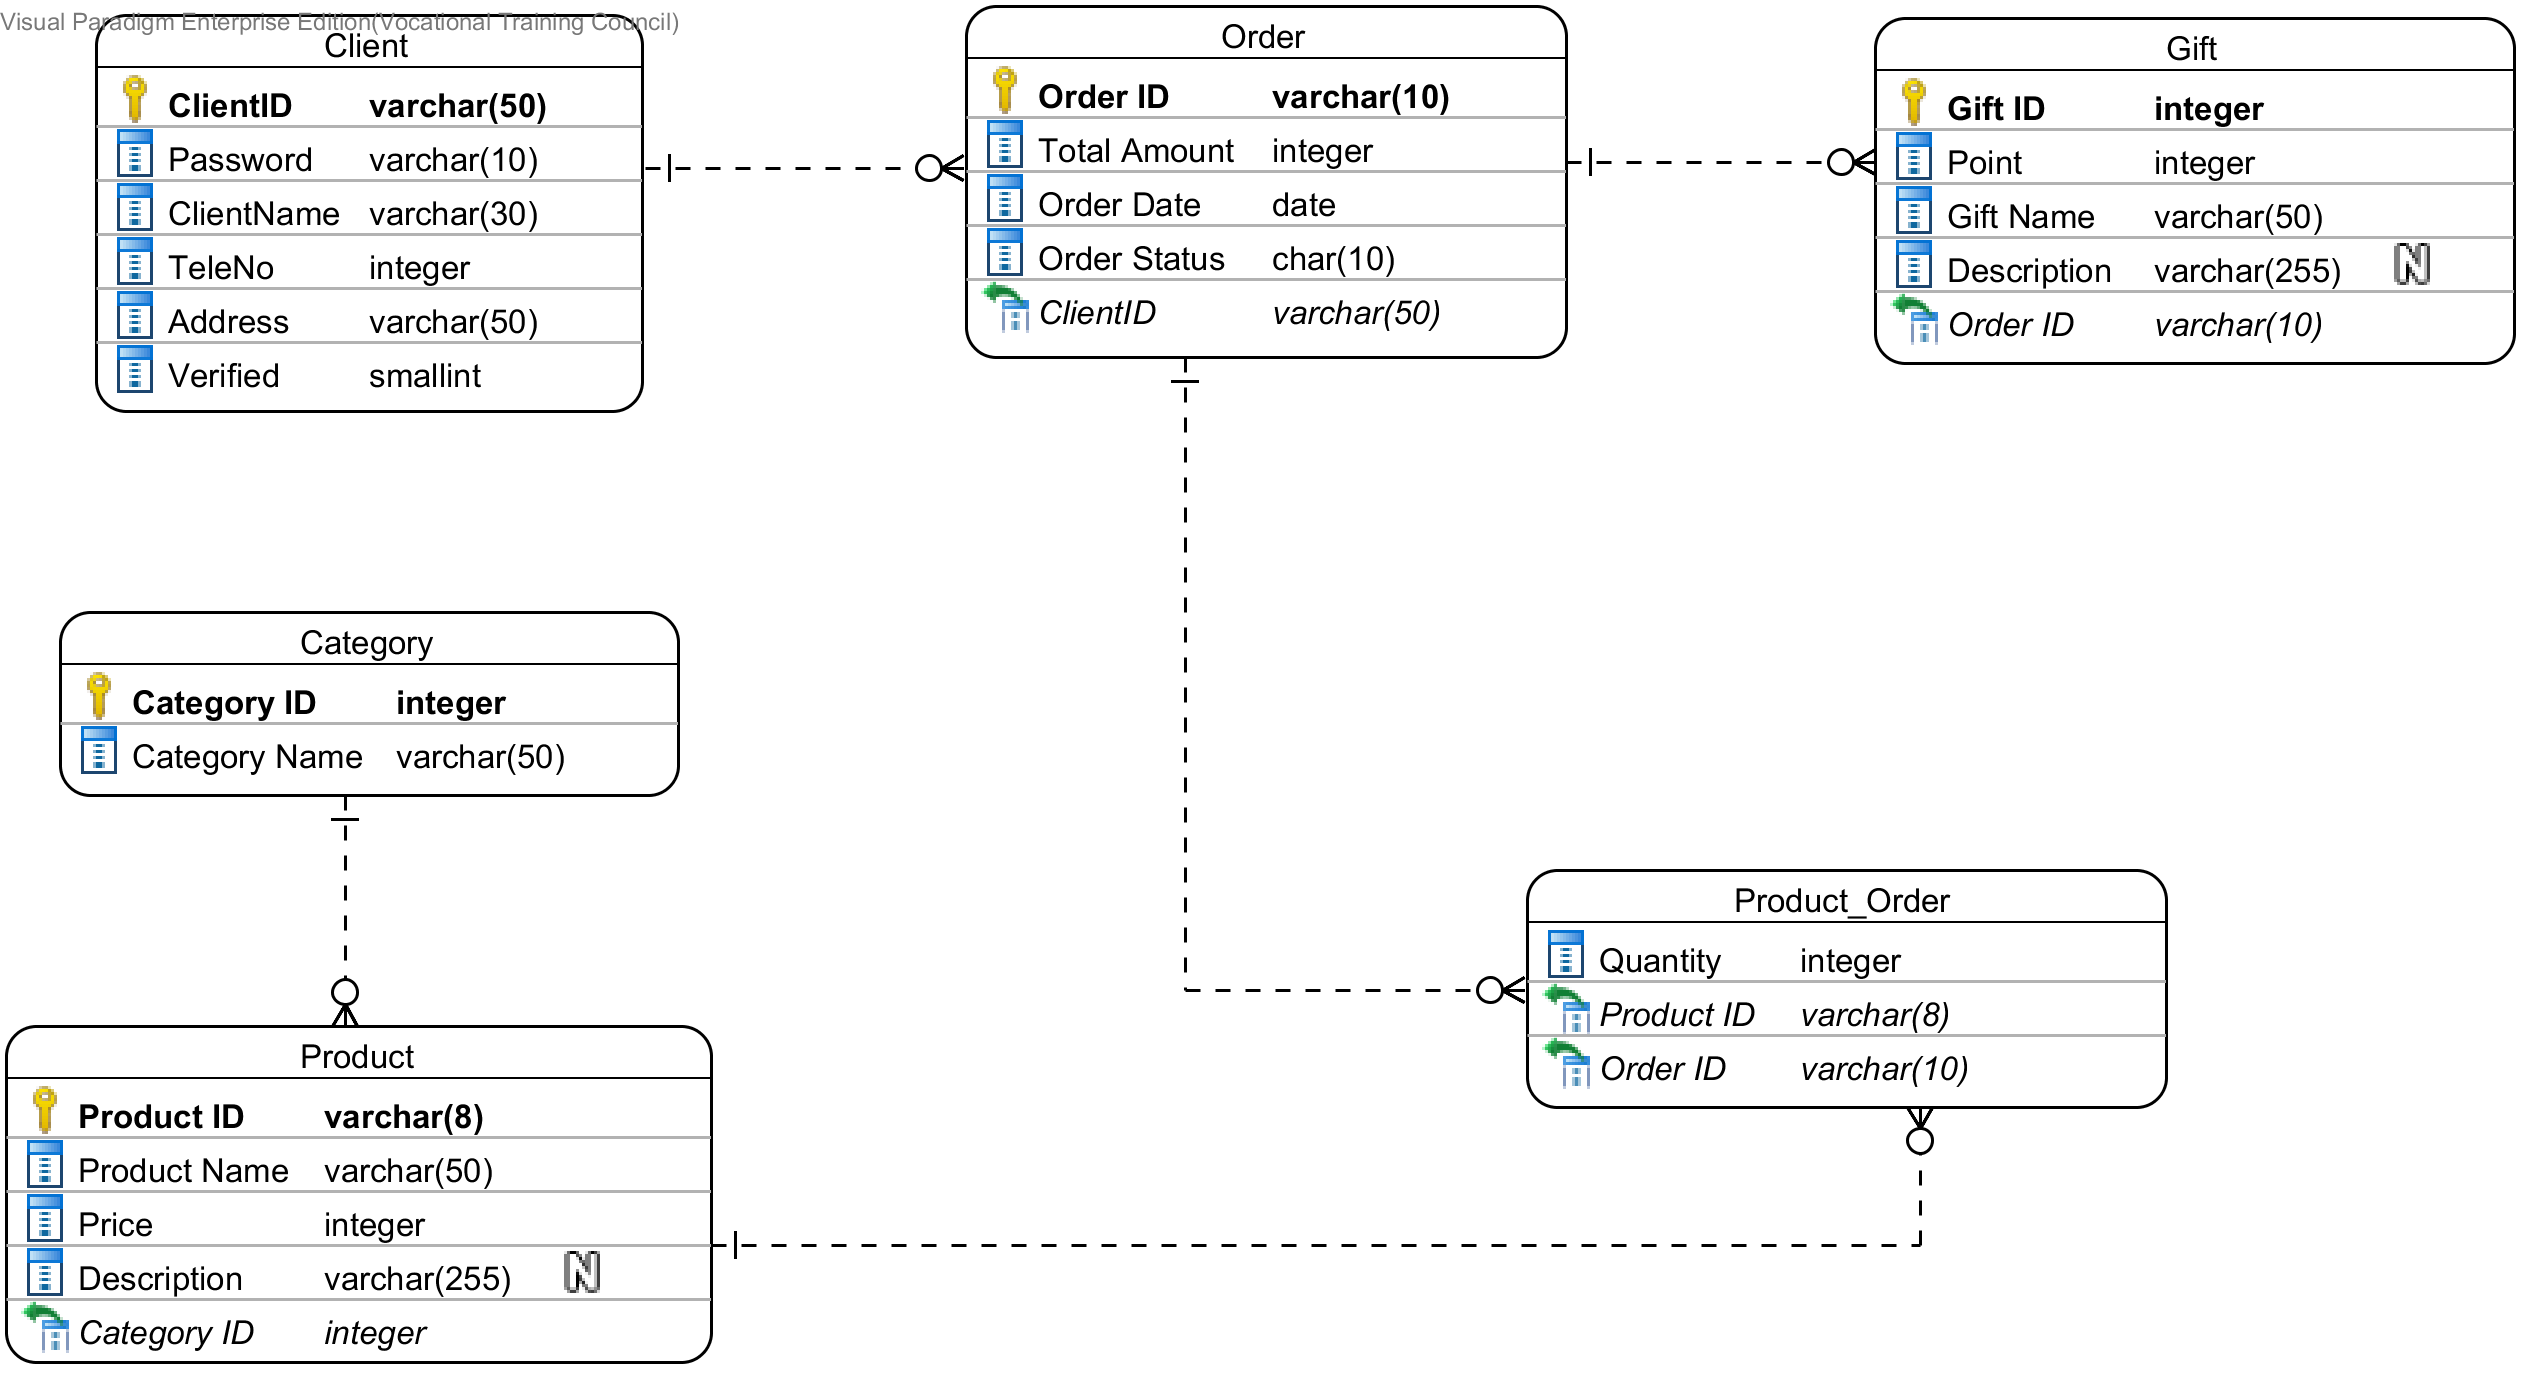 Visual Paradigm Enterprise Edition(Vocational Training Council)
Client
ClientID varchar(50)
Password varchar(10)
ClientName varchar(30)
TeleNo integer
Address varchar(50)
Verified smallint
Order
Order ID varchar(10)
Total Amount integer
Order Date date
Order Status char(10)
ClientID varchar(50)
Gift
Gift ID integer
Point integer
Gift Name varchar(50)
Description varchar(255) N
Order ID varchar(10)
Category
Category ID integer
Category Name varchar(50)
Product_Order
Quantity integer
Product ID varchar(8)
Order ID varchar(10)
Product
Product ID varchar(8)
Product Name varchar(50)
Price integer
Description varchar(255) N
Category ID integer